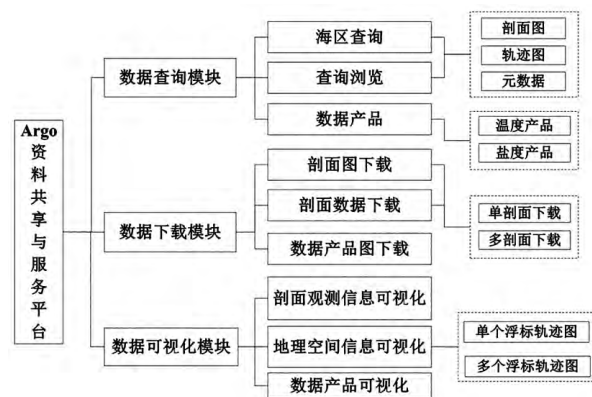 Argo
资
料
共
享
与
服
务
平
台
数据查询模块
海区查询
查询浏览
数据产品
剖面图
轨迹图
元数据
温度产品
盐度产品
数据下载模块
剖面图下载
剖面数据下载
数据产品图下载
单剖面下载
多剖面下载
数据可视化模块
剖面观测信息可视化
地理空间信息可视化
数据产品可视化
单个浮标轨迹图
多个浮标轨迹图